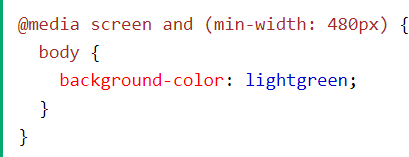 @media screen and (min-width: 480px) {
  body {
    background-color: lightgreen;
  }
}